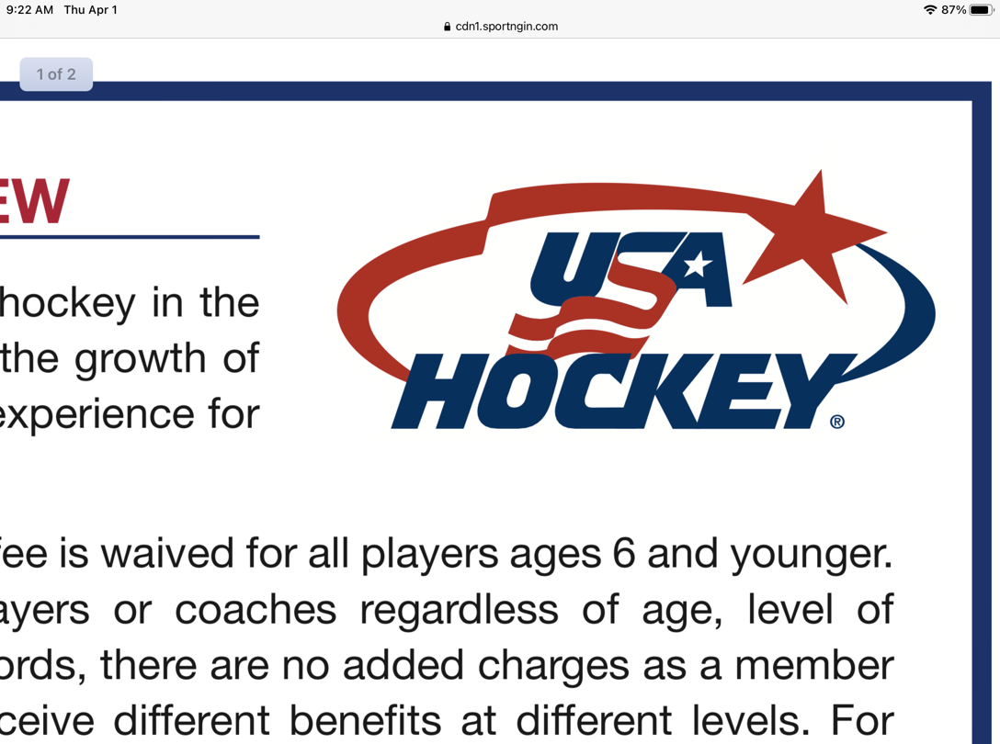 9:22 AM Thu Apr 1
87%
cdn1.sportngin.com
1 of 2
EW
hockey in the
the growth of
experience for
USA
HOCKEY®
fee is waived for all players ages 6 and younger.
ayers or coaches regardless of age, level of
ords, there are no added charges as a member
ceive different benefits at different levels. For